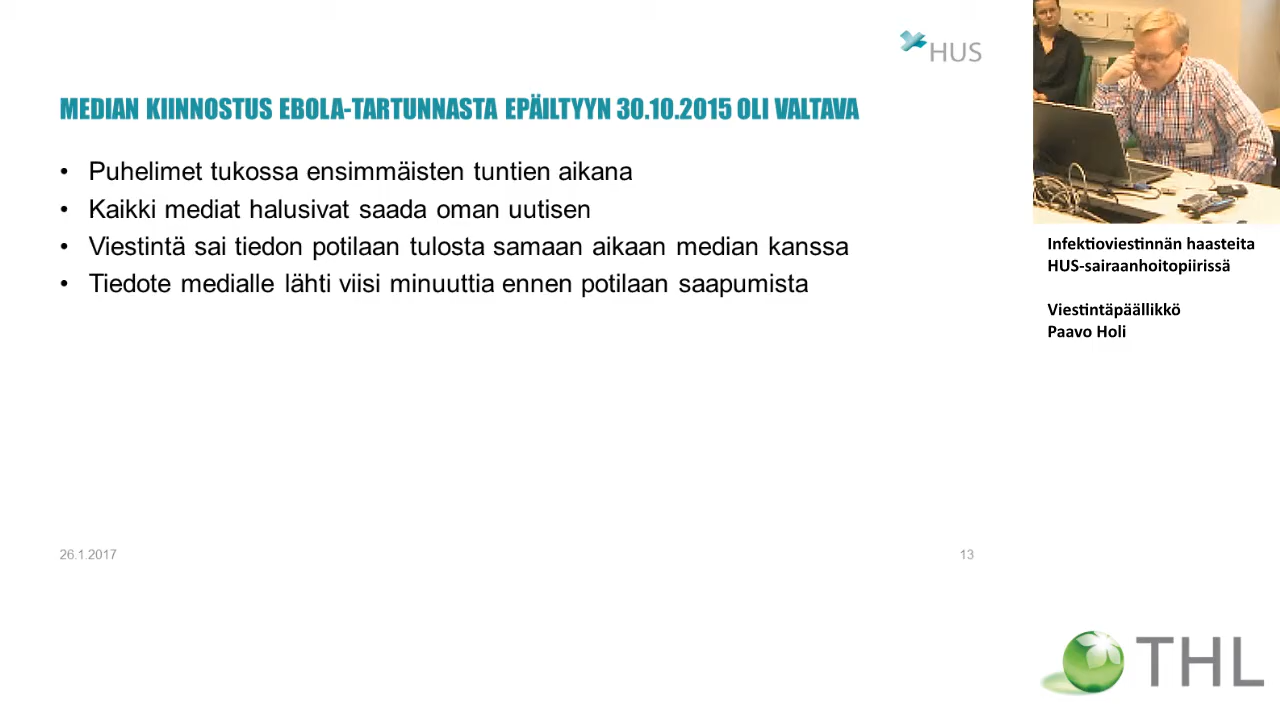 HUS
MEDIAN KIINNOSTUS EBOLA-TARTUNNASTA EPÄILTYYN 30.10.2015 OLI VALTAVA
• Puhelimet tukossa ensimmäisten tuntien aikana
• Kaikki mediat halusivat saada oman uutisen
• Viestintä sai tiedon potilaan tulosta samaan aikaan median kanssa
• Tiedote medialle lähti viisi minuuttia ennen potilaan saapumista
26.1.2017
13
Infektioviestinnän haasteita
HUS-sairaanhoitopiirissä
Viestintäpäällikkö
Paavo Holi
THL